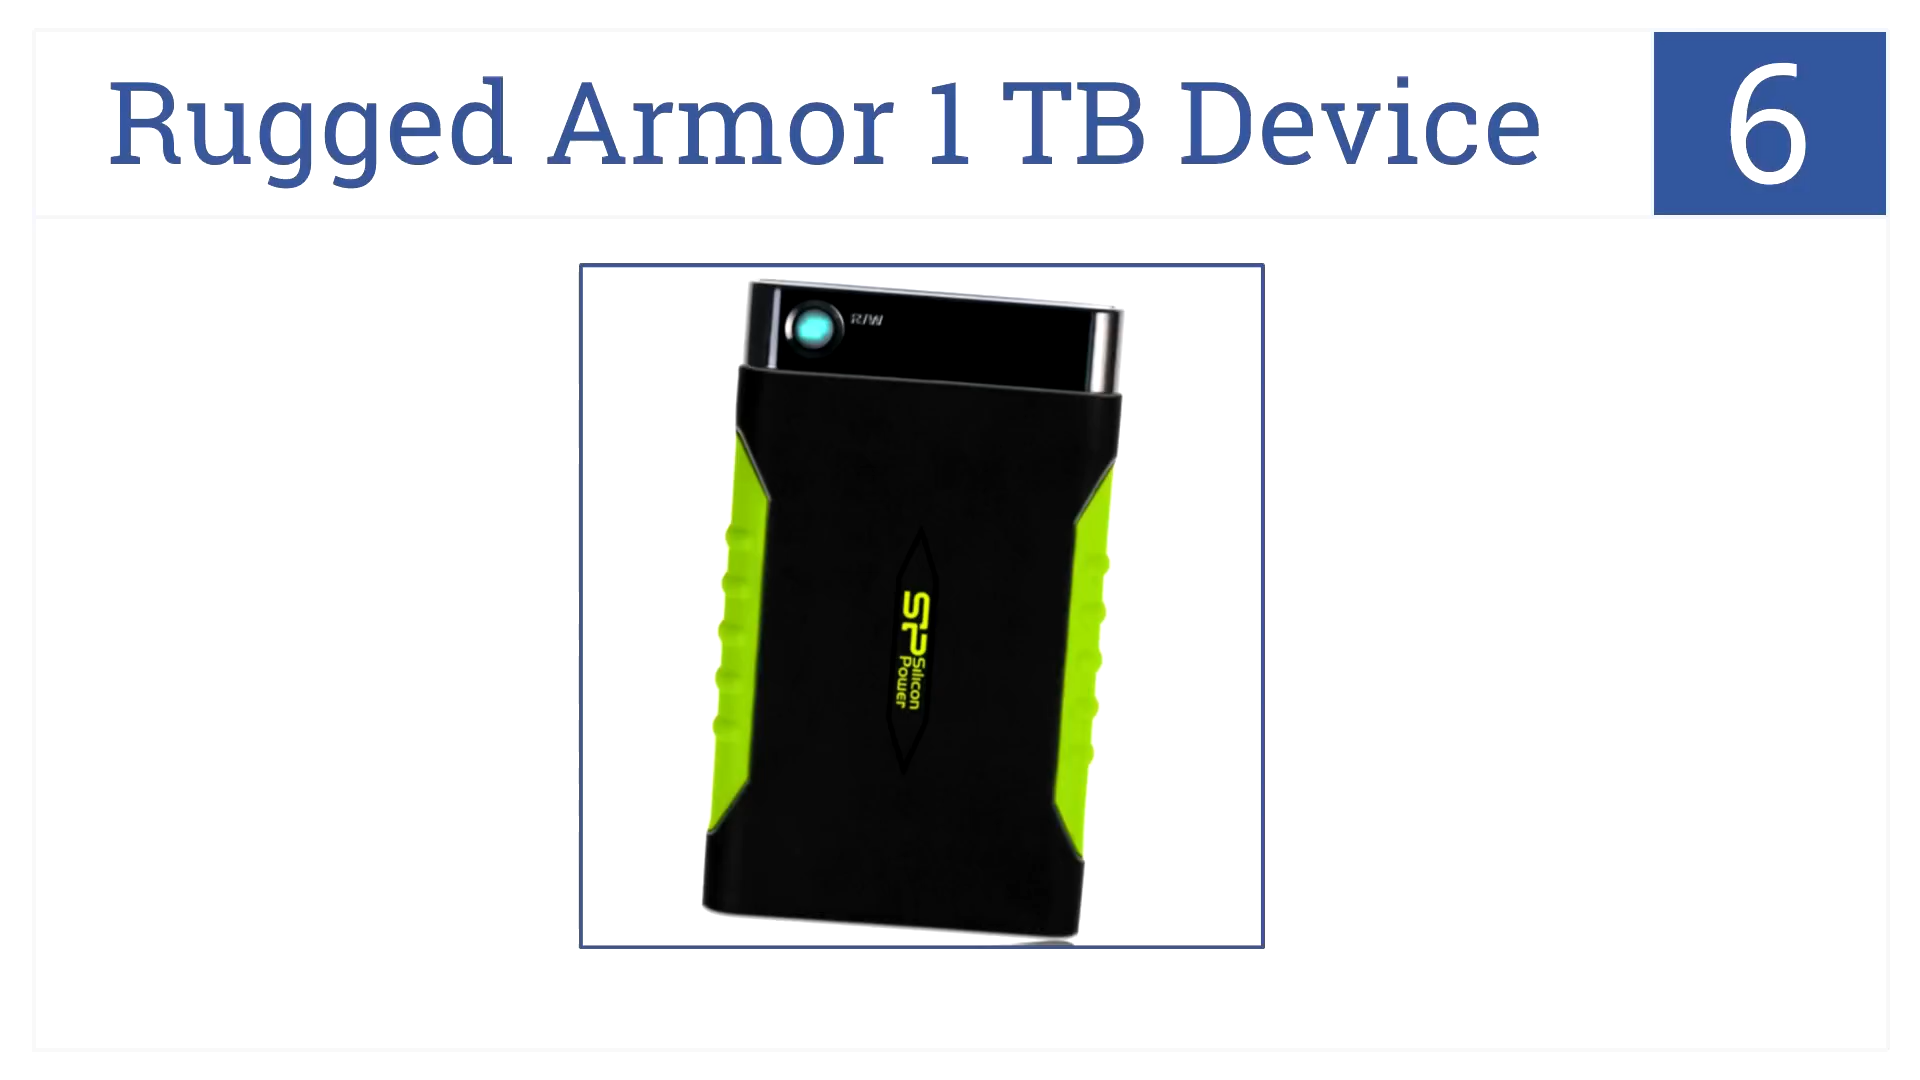 Rugged Armor 1 TB Device
6
R/W
SP
Silicon
Power